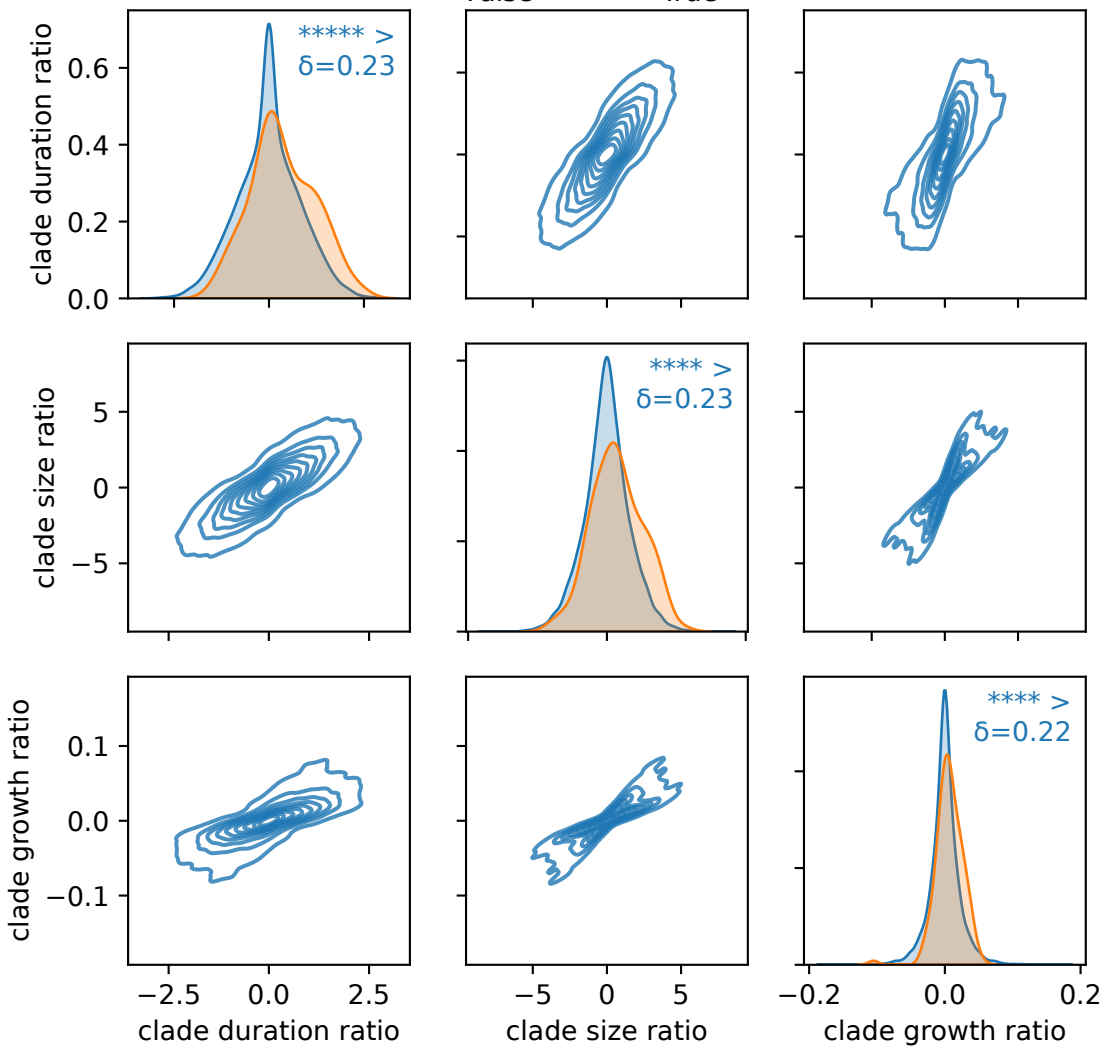 clade duration ratio
0.6
0.4
0.2
0.0
***** >
δ=0.23
clade size ratio
5
0
−5
**** >
δ=0.23
clade growth ratio
0.1
0.0
−0.1
**** >
δ=0.22
−2.5 0.0 2.5
−5 0 5
−0.2 0.0 0.2
clade duration ratio
clade size ratio
clade growth ratio